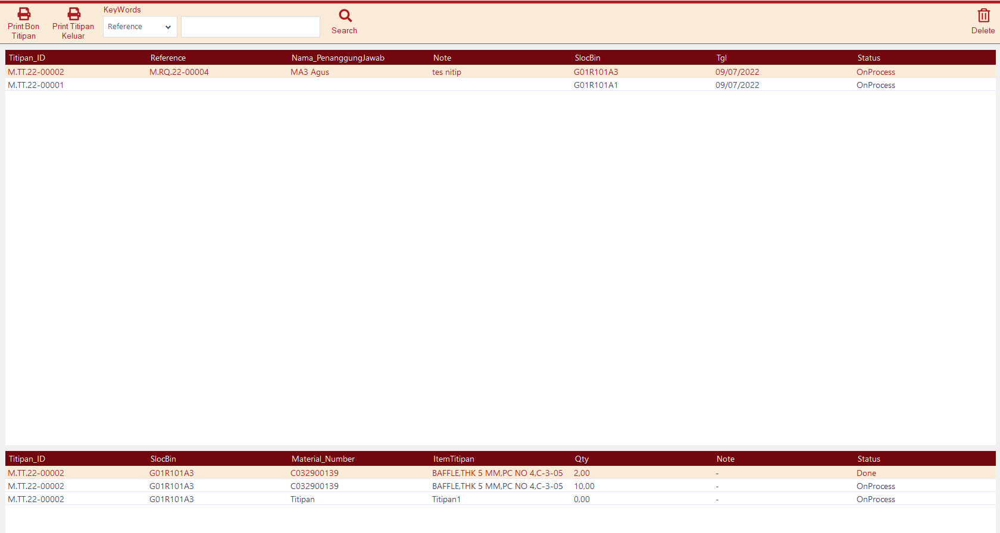 Print Bon
Titipan
Print Titipan
Keluar
KeyWords
Reference
Search
Delete
Titipan_ID Reference Nama_PenanggungJawab Note SlocBin Tgl Status
M.TT.22-00002 M.RQ.22-00004 MA3 Agus tes nitip G01R101A3 09/07/2022 OnProcess
M.TT.22-00001 G01R101A1 09/07/2022 OnProcess
Titipan_ID SlocBin Material_Number ItemTitipan Qty Note Status
M.TT.22-00002 G01R101A3 C032900139 BAFFLE,THK 5 MM,PC NO 4,C-3-05 2,00 - Done
M.TT.22-00002 G01R101A3 C032900139 BAFFLE,THK 5 MM,PC NO 4,C-3-05 10,00 - OnProcess
M.TT.22-00002 G01R101A3 Titipan Titipan1 0,00 - OnProcess